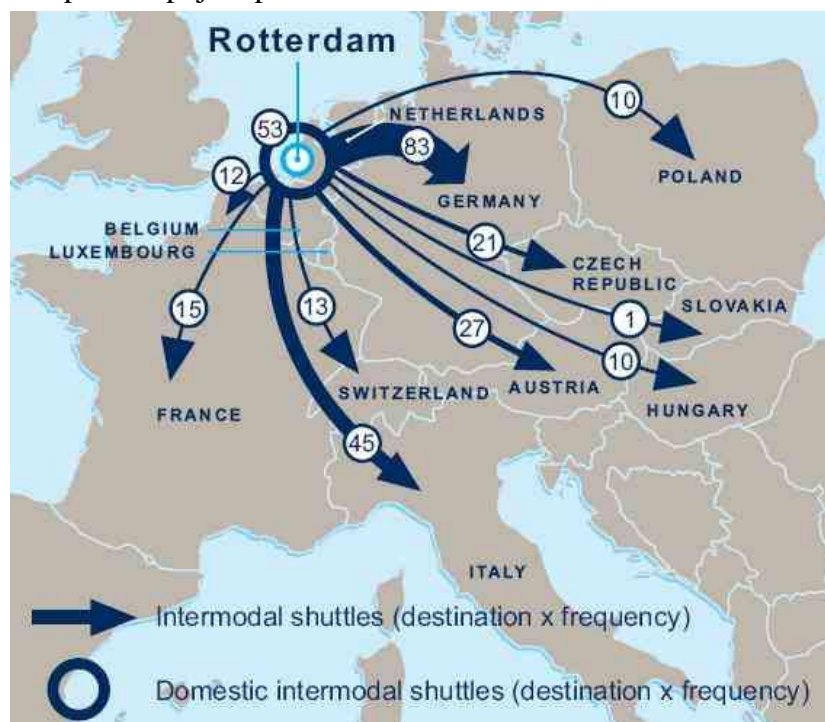 Rotterdam
10
53
NETHERLANDS
83
12
POLAND
GERMANY
BELGIUM
21
LUXEMBOURG
CZECH
REPUBLIC
SLOVAKIA
15
13
1
27
10
SWITZERLAND
AUSTRIA
FRANCE
HUNGARY
45
ITALY
Intermodal shuttles (destination x frequency)
Domestic intermodal shuttles (destination x frequency)